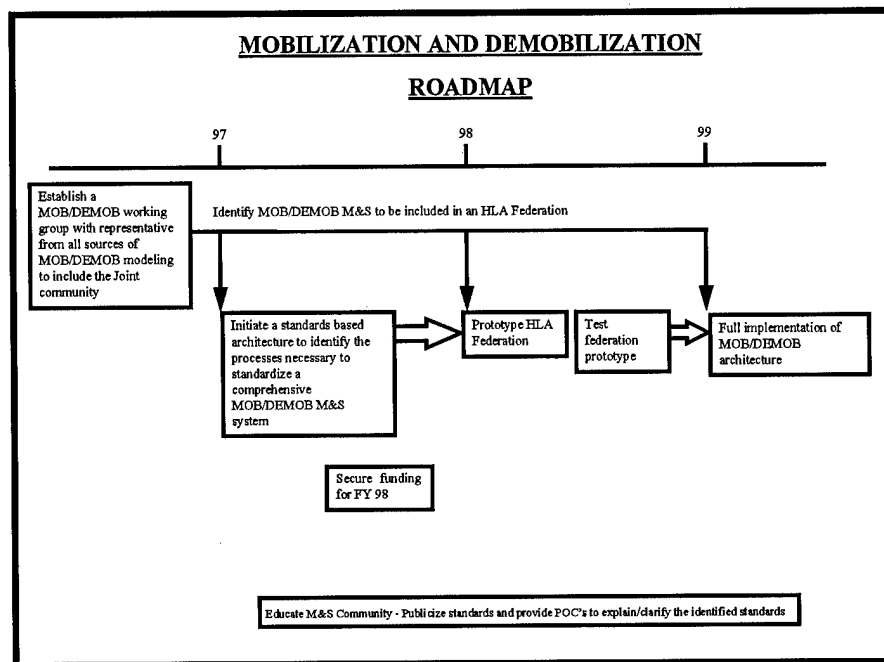 MOBILIZATION AND DEMOBILIZATION
ROADMAP
97 98 99
Establish a
MOB/DEMOB working
group with representative
from all sources of
MOB/DEMOB modeling
to include the Joint
community
Identify MOB/DEMOB M&S to be included in an HLA Federation
Initiate a standards based
architecture to identify the
processes necessary to
standardize a
comprehensive
MOB/DEMOB M&S
system
Prototype HLA
Federation
Test
federation
prototype
Full implementation of
MOB/DEMOB
architecture
Secure funding
for FY 98
Educate M&S Community - Publicize standards and provide POC's to explain/clarify the identified standards